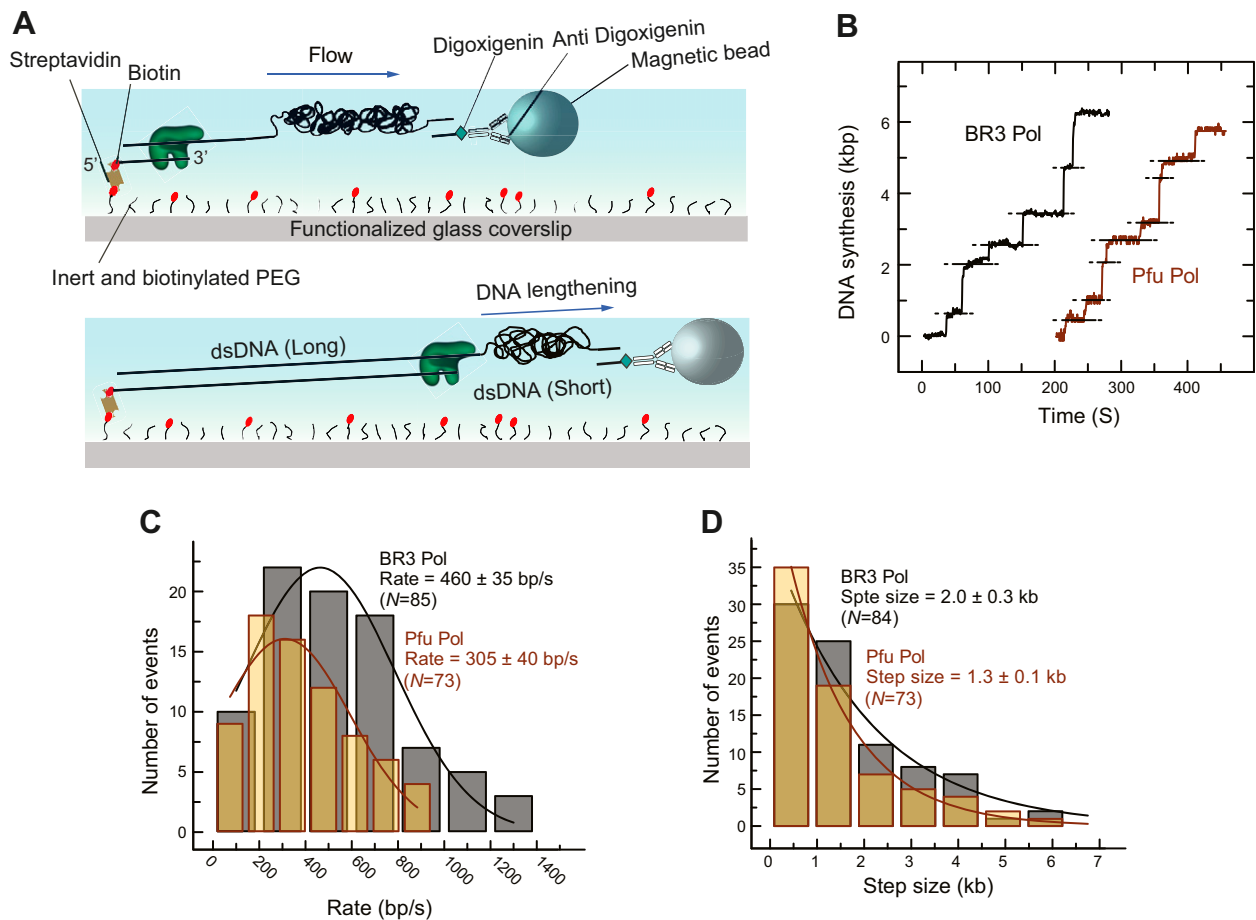 A
Flow
Digoxigenin
Anti Digoxigenin
Magnetic bead
Streptavidin
Biotin
5’
3’
Functionalized glass coverslip
Inert and biotinylated PEG
DNA lengthening
dsDNA (Long)
dsDNA (Short)
B
DNA synthesis (kbp)
6
4
2
0
BR3 Pol
Pfu Pol
0
100
200
300
400
Time (S)
C
Number of events
20
15
10
5
0
BR3 Pol
Rate = 460 ± 35 bp/s
(N=85)
Pfu Pol
Rate = 305 ± 40 bp/s
(N=73)
0
200
400
600
800
1000
1200
1400
Rate (bp/s)
D
Number of events
35
30
25
20
15
10
5
0
BR3 Pol
Spte size = 2.0 ± 0.3 kb
(N=84)
Pfu Pol
Step size = 1.3 ± 0.1 kb
(N=73)
0
1
2
3
4
5
6
7
Step size (kb)